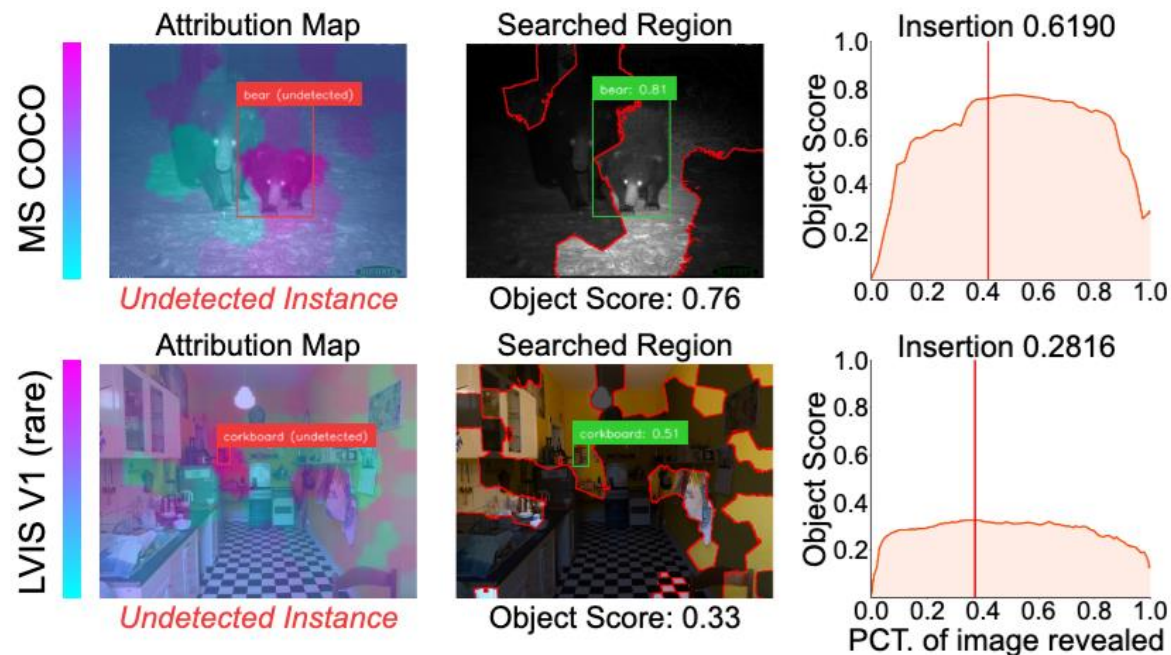 MS COCO
Attribution Map
bear (undetected)
Undetected Instance
Searched Region
bear: 0.81
Object Score: 0.76
Insertion 0.6190
Object Score
1.0
0.8
0.6
0.4
0.2
0.0 0.2 0.4 0.6 0.8 1.0
LVIS V1 (rare)
Attribution Map
corkboard (undetected)
Undetected Instance
Searched Region
corkboard: 0.51
Object Score: 0.33
Insertion 0.2816
Object Score
1.0
0.8
0.6
0.4
0.2
0.0 0.2 0.4 0.6 0.8 1.0
PCT. of image revealed